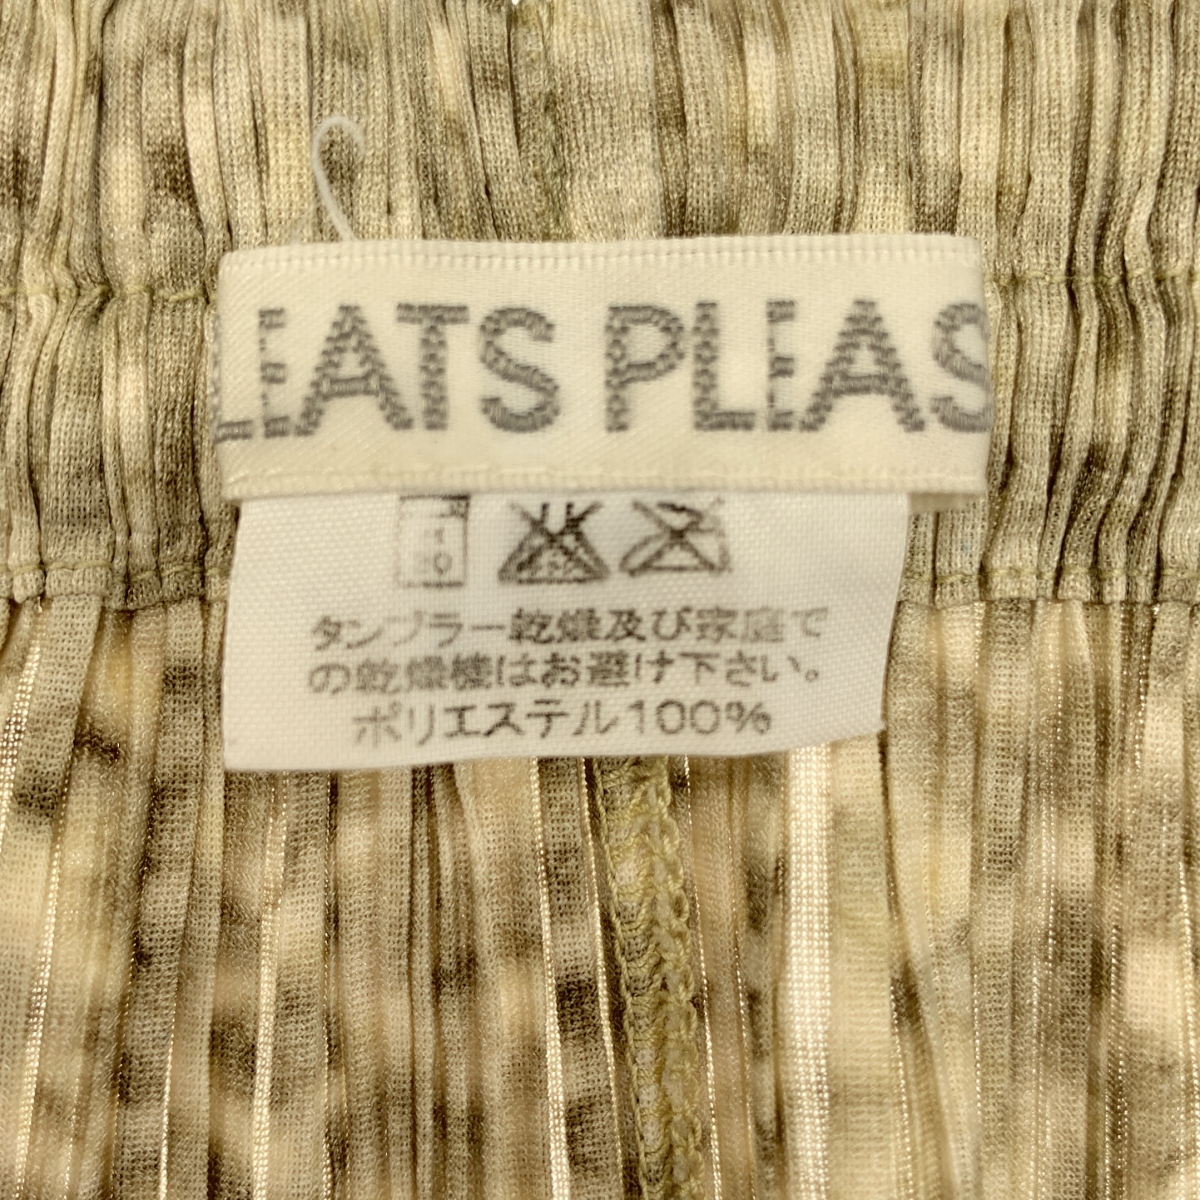 LEATS PLEAS
タンブラー乾燥及び家庭で
の乾燥機はお避け下さい。
ポリエステル100%